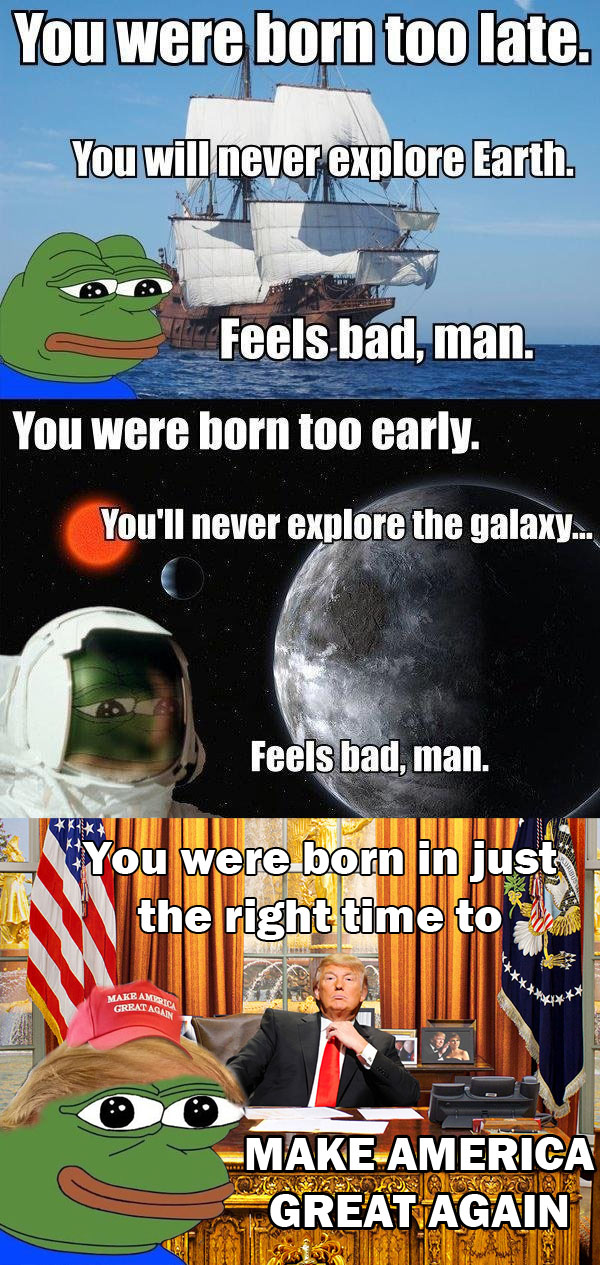 You were born too late.
You will never explore Earth.
Feels bad, man.
You were born too early.
You'll never explore the galaxy...
Feels bad, man.
You were born in just
the right time to
MAKE AMERICA
GREAT AGAIN
MAKE AMERICA
GREAT AGAIN